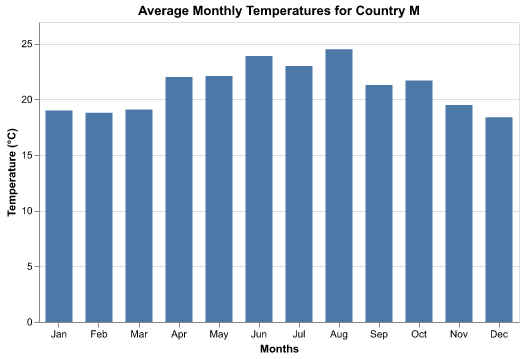 Average Monthly Temperatures for Country M
Temperature (°C)
25
20
15
10
5
0
Jan Feb Mar Apr May Jun Jul Aug Sep Oct Nov Dec
Months